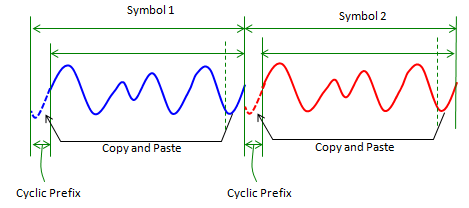 Symbol 1
Symbol 2
Copy and Paste
Copy and Paste
Cyclic Prefix
Cyclic Prefix